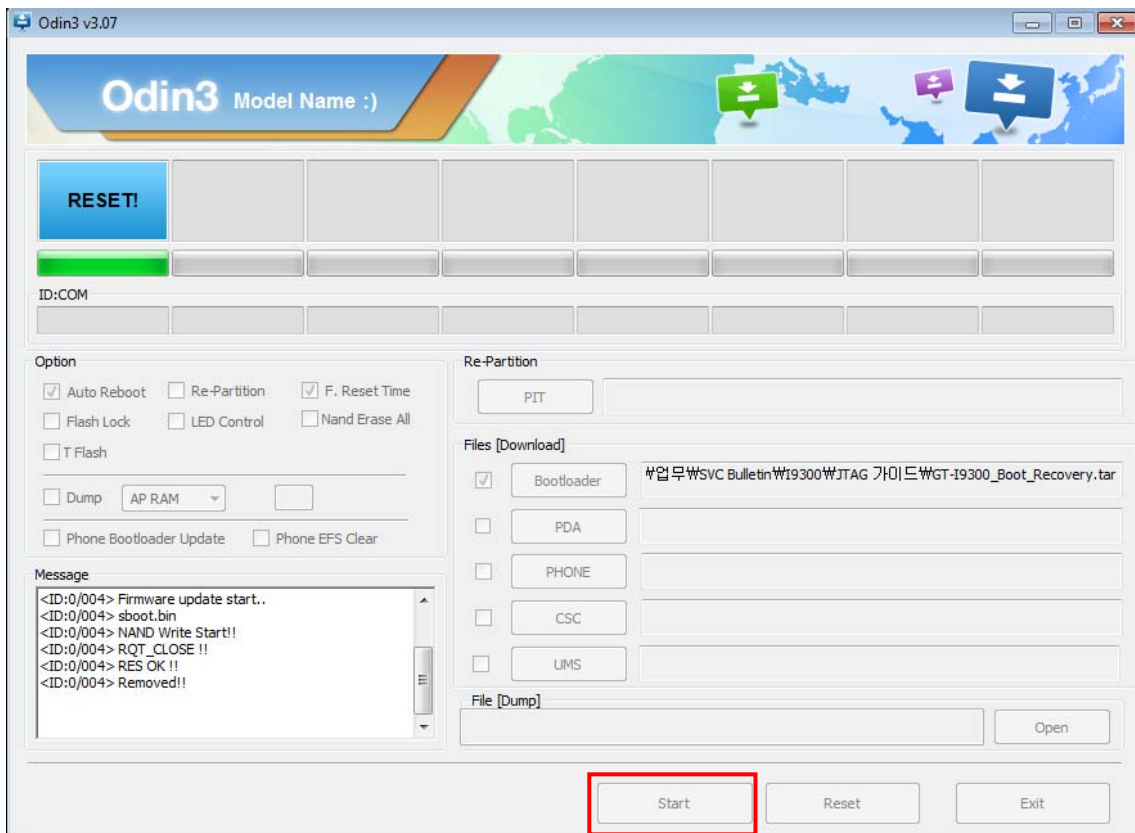 Odin3 v3.07
Odin3 Model Name :)
RESET!
ID:COM
Option
Auto Reboot Re-Partition F. Reset Time
Flash Lock LED Control Nand Erase All
T Flash
Dump AP RAM
Phone Bootloader Update Phone EFS Clear
Message
<ID:0/004> Firmware update start..
<ID:0/004> sboot.bin
<ID:0/004> NAND Write Start!!
<ID:0/004> RQT_CLOSE !!
<ID:0/004> RES OK !!
<ID:0/004> Removed!!
Re-Partition
PIT
Files [Download]
Bootloader ₩업무₩SVC Bulletin₩I9300₩JTAG 가이드₩GT-I9300_Boot_Recovery.tar
PDA
PHONE
CSC
UMS
File [Dump]
Open
Start Reset Exit